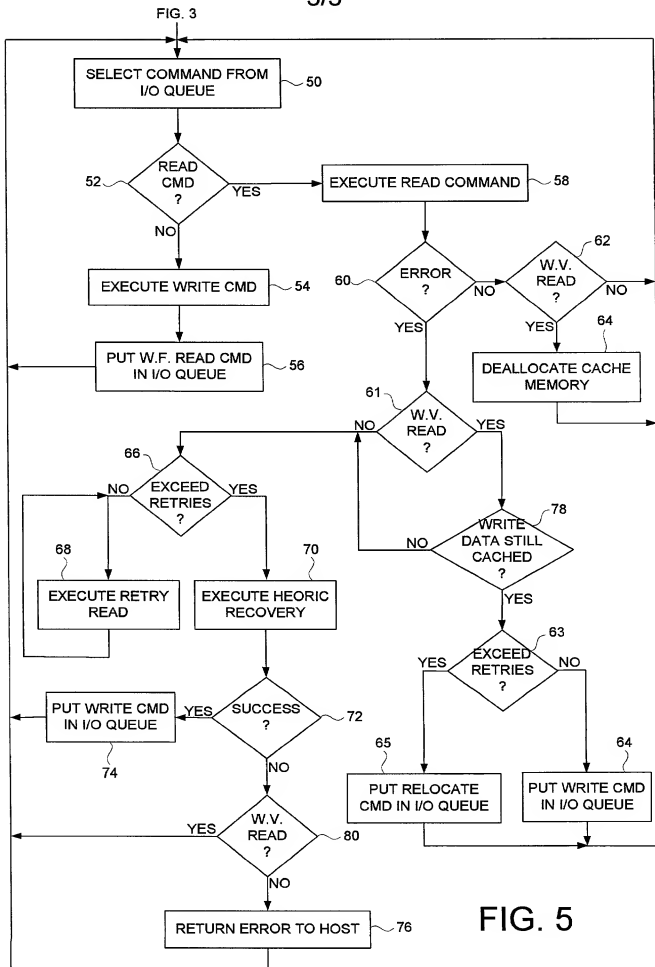 3/3
FIG. 3
SELECT COMMAND FROM
I/O QUEUE
50
READ
CMD
?
52
YES
NO
EXECUTE READ COMMAND
58
EXECUTE WRITE CMD
54
PUT W.F. READ CMD
IN I/O QUEUE
56
ERROR
?
60
NO
YES
W.V.
READ
?
62
NO
YES
64
DEALLOCATE CACHE
MEMORY
61
W.V.
READ
?
NO
YES
66
EXCEED
RETRIES
?
NO
YES
78
WRITE
DATA STILL
CACHED
?
NO
YES
68
EXECUTE RETRY
READ
70
EXECUTE HEORIC
RECOVERY
63
EXCEED
RETRIES
?
YES
NO
SUCCESS
?
72
YES
NO
PUT WRITE CMD
IN I/O QUEUE
74
65
PUT RELOCATE
CMD IN I/O QUEUE
64
PUT WRITE CMD
IN I/O QUEUE
W.V.
READ
?
80
YES
NO
RETURN ERROR TO HOST
76
FIG. 5